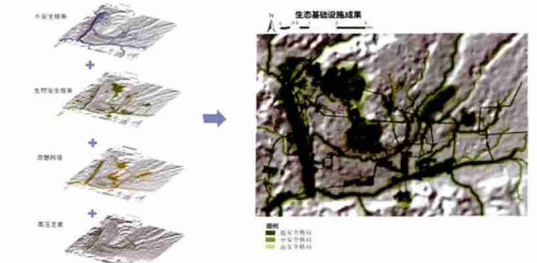 水安全格局
生物安全格局
游憩网络
高压走廊
生态基础设施成果
N
图例
低安全格局
中安全格局
高安全格局